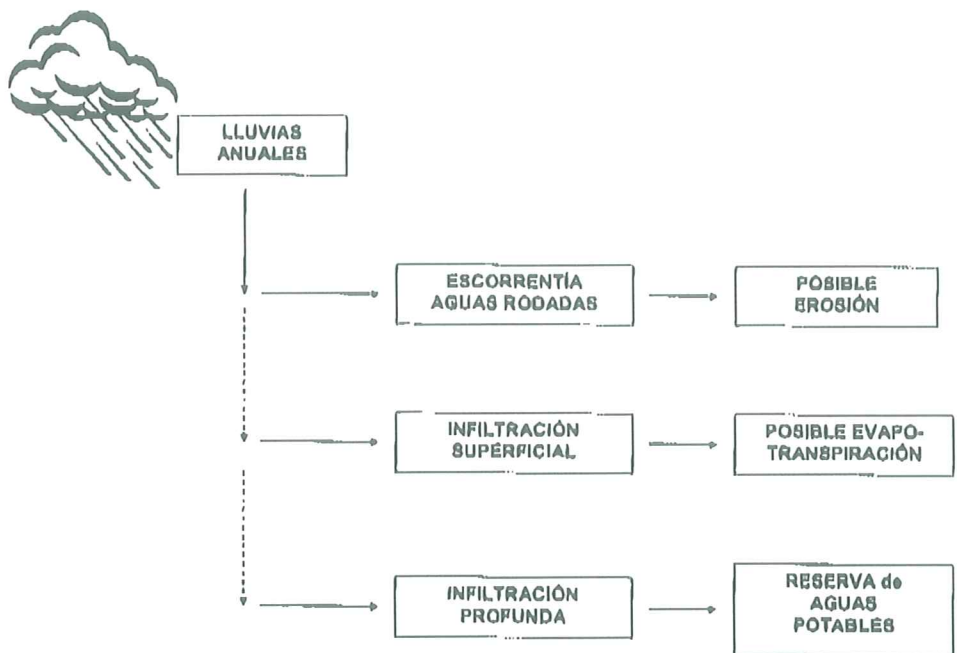 LLUVIAS
ANUALES
ESCORRENTÍA
AGUAS RODADAS
POSIBLE
EROSIÓN
INFILTRACIÓN
SUPERFICIAL
POSIBLE EVAPO-
TRANSPIRACIÓN
INFILTRACIÓN
PROFUNDA
RESERVA de
AGUAS
POTABLES